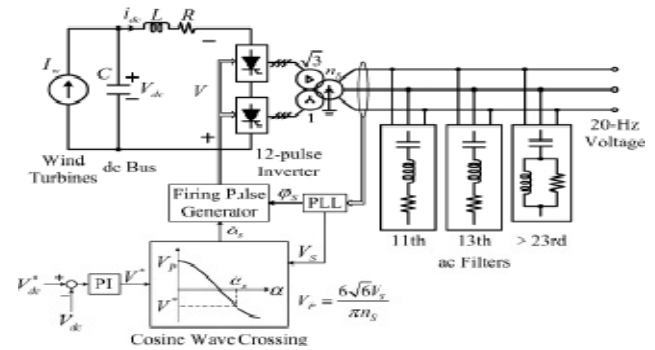 i_dc L R
I_w
C
+
V_dc
−
V
−
+
√3
n_S
1
20-Hz
Voltage
Wind
Turbines
dc Bus
12-pulse
Inverter
Firing Pulse
Generator
φ_S
PLL
11th
13th
> 23rd
ac Filters
α_s
V_S
V_P
α_s
α
V*
V*_dc
+
−
PI
V*
V_dc
V_P = 6√6V_s / πn_S
Cosine Wave Crossing